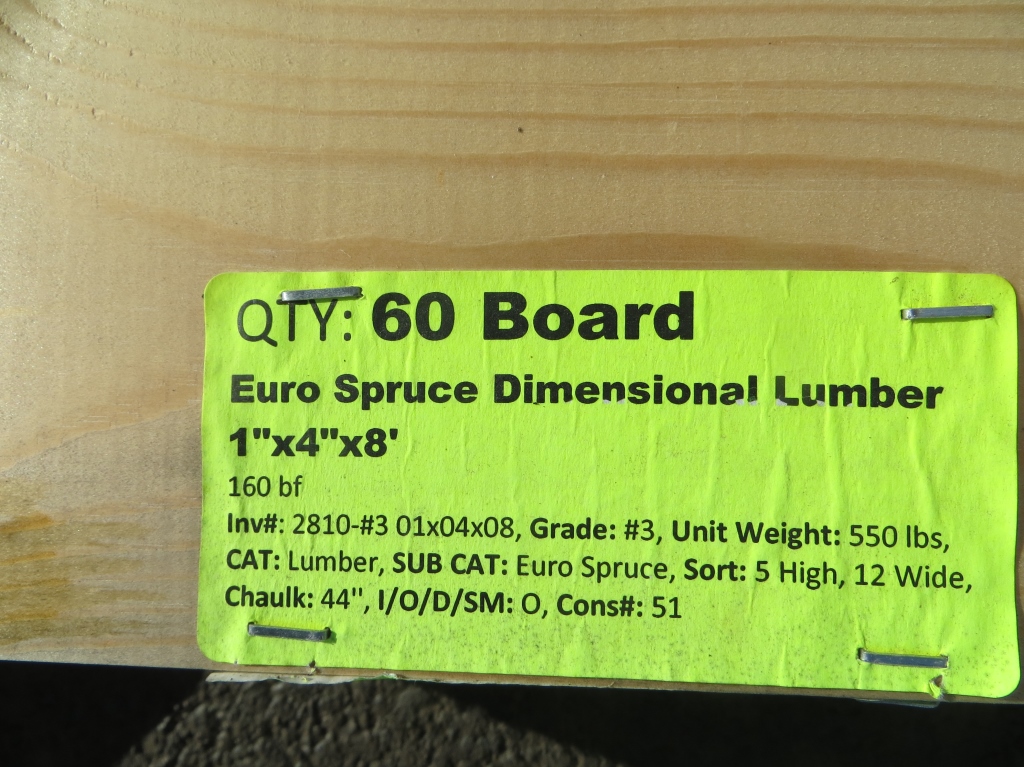 QTY: 60 Board
Euro Spruce Dimensional Lumber
1"x4"x8'
160 bf
Inv#: 2810-#3 01x04x08, Grade: #3, Unit Weight: 550 lbs,
CAT: Lumber, SUB CAT: Euro Spruce, Sort: 5 High, 12 Wide,
Chaulk: 44", I/O/D/SM: O, Cons#: 51